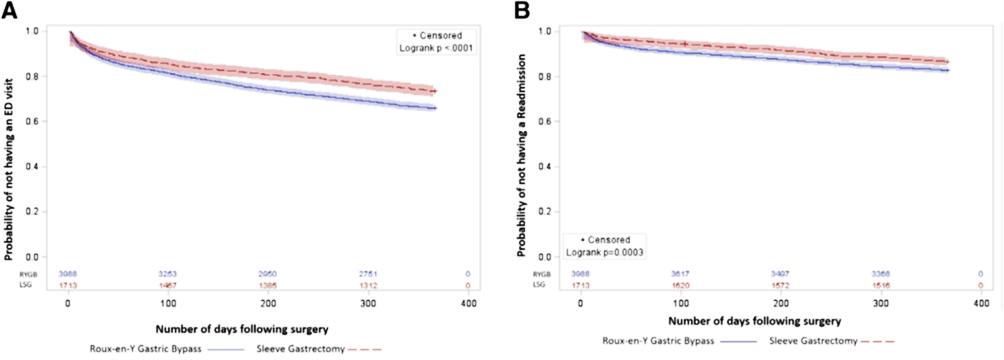 A
Probability of not having an ED visit
1.0
0.8
0.6
0.4
0.2
0.0
+ Censored
Logrank p <.0001
RYGB 3988 3253 2950 2751 0
LSG 1713 1467 1385 1312 0
0 100 200 300 400
Number of days following surgery
Roux-en-Y Gastric Bypass Sleeve Gastrectomy
B
Probability of not having a Readmission
1.0
0.8
0.6
0.4
0.2
0.0
+ Censored
Logrank p=0.0003
RYGB 3988 3617 3497 3368 0
LSG 1713 1620 1572 1516 0
0 100 200 300 400
Number of days following surgery
Roux-en-Y Gastric Bypass Sleeve Gastrectomy